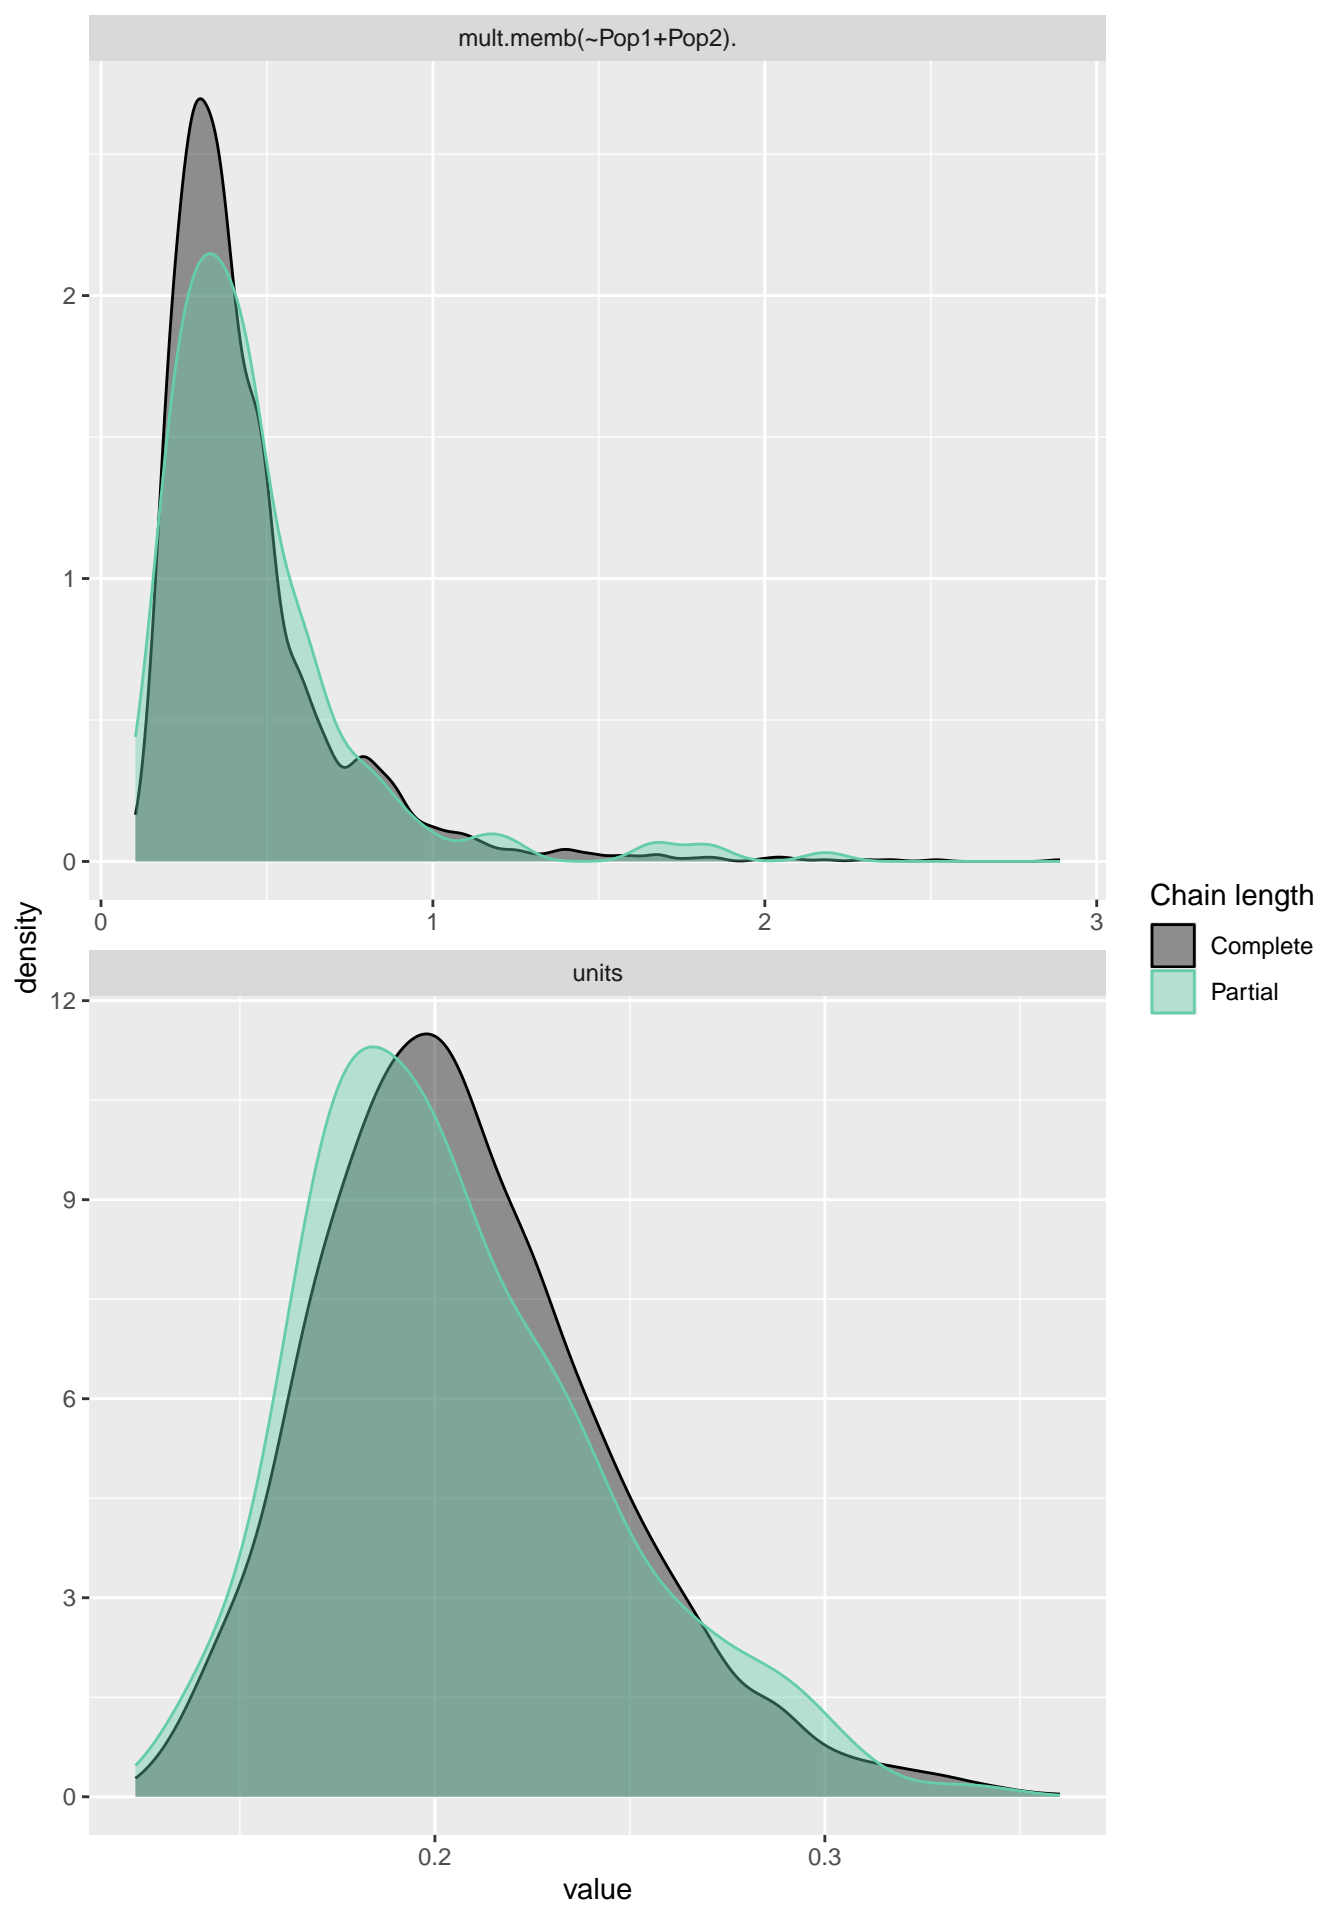 mult.memb(~Pop1+Pop2).
2
1
0
0
1
2
3
density
units
12
9
6
3
0
0.2
0.3
value
Chain length
Complete
Partial